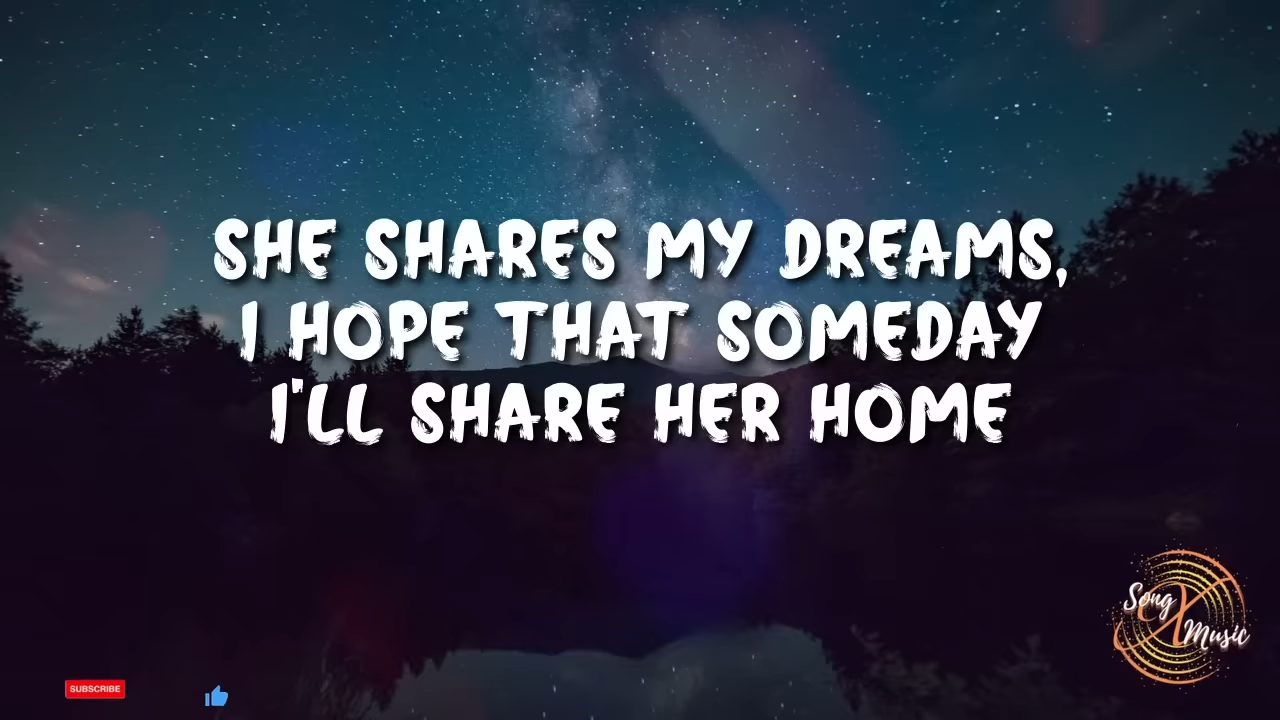 SHE SHARES MY DREAMS,
I HOPE THAT SOMEDAY
I'LL SHARE HER HOME
Song X Music
SUBSCRIBE